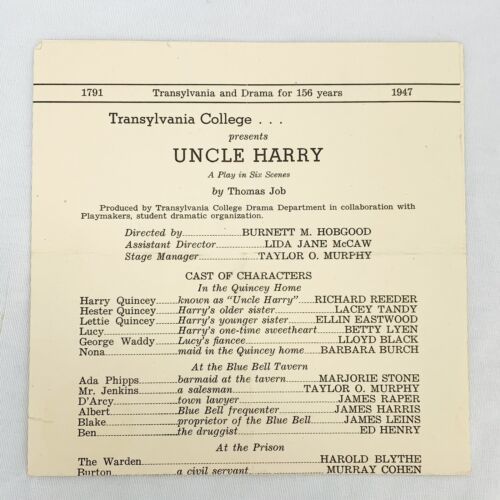 1791 Transylvania and Drama for 156 years 1947
Transylvania College . . .
presents
UNCLE HARRY
A Play in Six Scenes
by Thomas Job
Produced by Transylvania College Drama Department in collaboration with
Playmakers, student dramatic organization.
Directed by..........BURNETT M. HOBGOOD
Assistant Director..........LIDA JANE McCAW
Stage Manager..........TAYLOR O. MURPHY
CAST OF CHARACTERS
In the Quincey Home
Harry Quincey..........known as "Uncle Harry"..........RICHARD REEDER
Hester Quincey..........Harry's older sister..........LACEY TANDY
Lettie Quincey..........Harry's younger sister..........ELLIN EASTWOOD
Lucy..........Harry's one-time sweetheart..........BETTY LYEN
George Waddy..........Lucy's fiancee..........LLOYD BLACK
Nona..........maid in the Quincey home..........BARBARA BURCH
At the Blue Bell Tavern
Ada Phipps..........barmaid at the tavern..........MARJORIE STONE
Mr. Jenkins..........a salesman..........TAYLOR O. MURPHY
D'Arcy..........town lawyer..........JAMES RAPER
Albert..........Blue Bell frequenter..........JAMES HARRIS
Blake..........proprietor of the Blue Bell..........JAMES LEINS
Ben..........the druggist..........ED HENRY
At the Prison
The Warden..........HAROLD BLYTHE
Burton..........a civil servant..........MURRAY COHEN